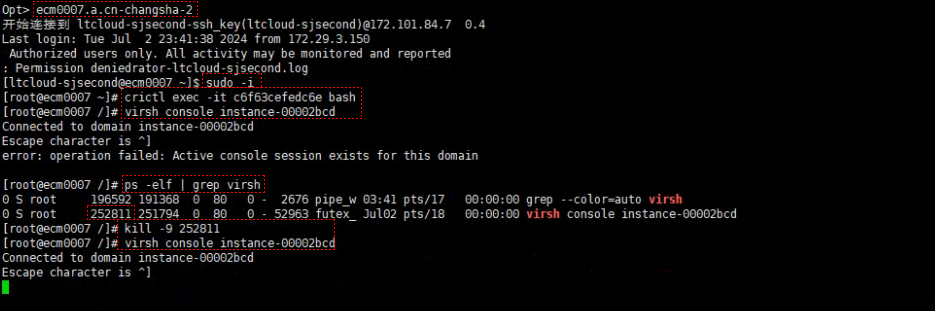 Opt> ecm0007.a.cn-changsha-2
开始连接到 ltcloud-sjsecond-ssh_key(ltcloud-sjsecond)@172.101.84.7  0.4
Last login: Tue Jul  2 23:41:38 2024 from 172.29.3.150
 Authorized users only. All activity may be monitored and reported
: Permission deniedrator-ltcloud-sjsecond.log
[ltcloud-sjsecond@ecm0007 ~]$ sudo -i
[root@ecm0007 ~]# crictl exec -it c6f63cefedc6e bash
[root@ecm0007 /]# virsh console instance-00002bcd
Connected to domain instance-00002bcd
Escape character is ^]
error: operation failed: Active console session exists for this domain
[root@ecm0007 /]# ps -elf | grep virsh
0 S root     196592 191368  0  80   0 -  2676 pipe_w 03:41 pts/17   00:00:00 grep --color=auto virsh
0 S root     252811 251794  0  80   0 - 52963 futex_ Jul02 pts/18   00:00:00 virsh console instance-00002bcd
[root@ecm0007 /]# kill -9 252811
[root@ecm0007 /]# virsh console instance-00002bcd
Connected to domain instance-00002bcd
Escape character is ^]